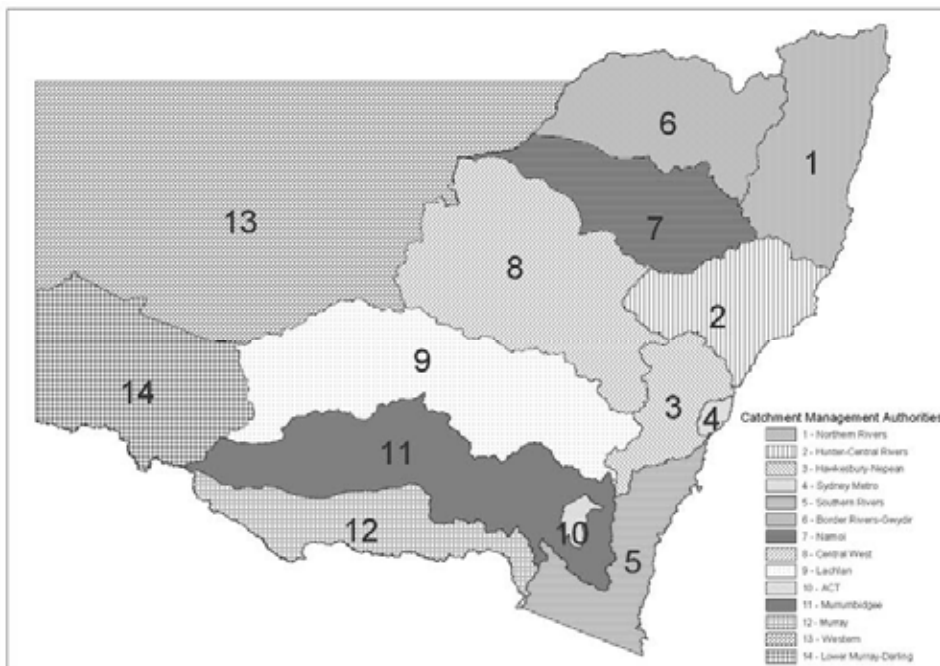 6
1
13
7
8
2
9
14
3
4
11
12
10
5
Catchment Management Authorities
1 - Northern Rivers
2 - Hunter-Central Rivers
3 - Hawkesbury-Nepean
4 - Sydney Metro
5 - Southern Rivers
6 - Border Rivers-Gwydir
7 - Namoi
8 - Central West
9 - Lachlan
10 - ACT
11 - Murrumbidgee
12 - Murray
13 - Western
14 - Lower Murray-Darling